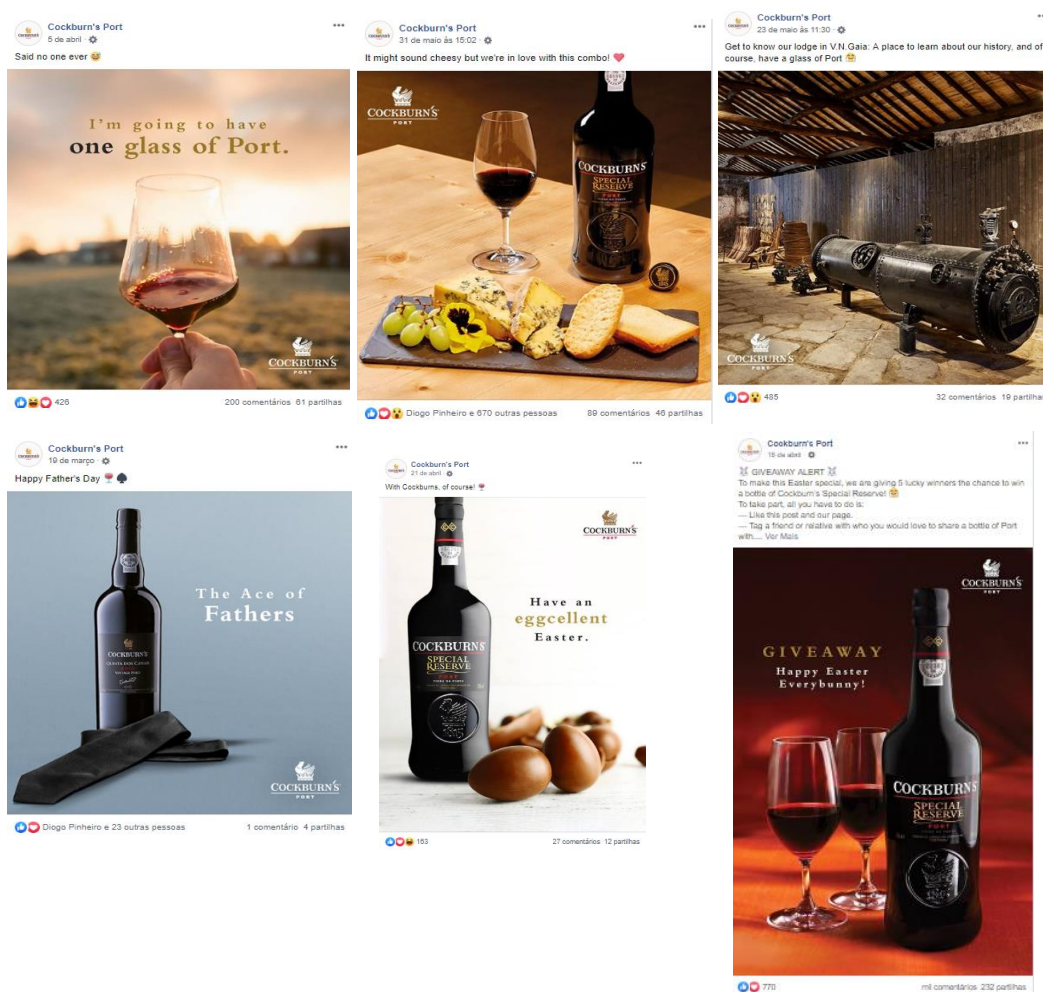 Cockburn's Port
5 de abril
Said no one ever
I'm going to have
one glass of Port.
COCKBURN'S
PORT
426
200 comentários 61 partilhas
Cockburn's Port
31 de maio às 15:02
It might sound cheesy but we're in love with this combo!
COCKBURN'S
PORT
COCKBURN'S
SPECIAL
RESERVE
PORT
Diogo Pinheiro e 670 outras pessoas
89 comentários 46 partilhas
Cockburn's Port
23 de maio às 11:30
Get to know our lodge in V.N.Gaia: A place to learn about our history, and of
course, have a glass of Port
COCKBURN'S
PORT
485
32 comentários 19 partilhas
Cockburn's Port
19 de março
Happy Father's Day
The Ace of
Fathers
COCKBURN'S
COCKBURN'S
PORT
Diogo Pinheiro e 23 outras pessoas
1 comentário 4 partilhas
Cockburn's Port
21 de abril
With Cockburns, of course!
COCKBURN'S
PORT
Have an
eggcellent
Easter.
COCKBURN'S
SPECIAL
RESERVE
PORT
163
27 comentários 12 partilhas
Cockburn's Port
de abril
GIVEAWAY ALERT
To make this Easter special, we are giving 5 lucky winners the chance to win
a bottle of Cockburn's Special Reserve!
To take part, all you have to do is:
— Like this post and our page.
— Tag a friend or relative with who you would love to share a bottle of Port
with.... Ver Mais
COCKBURN'S
PORT
GIVEAWAY
Happy Easter
Everybunny!
COCKBURN'S
SPECIAL
RESERVE
PORT
770
mil comentários 232 partilhas